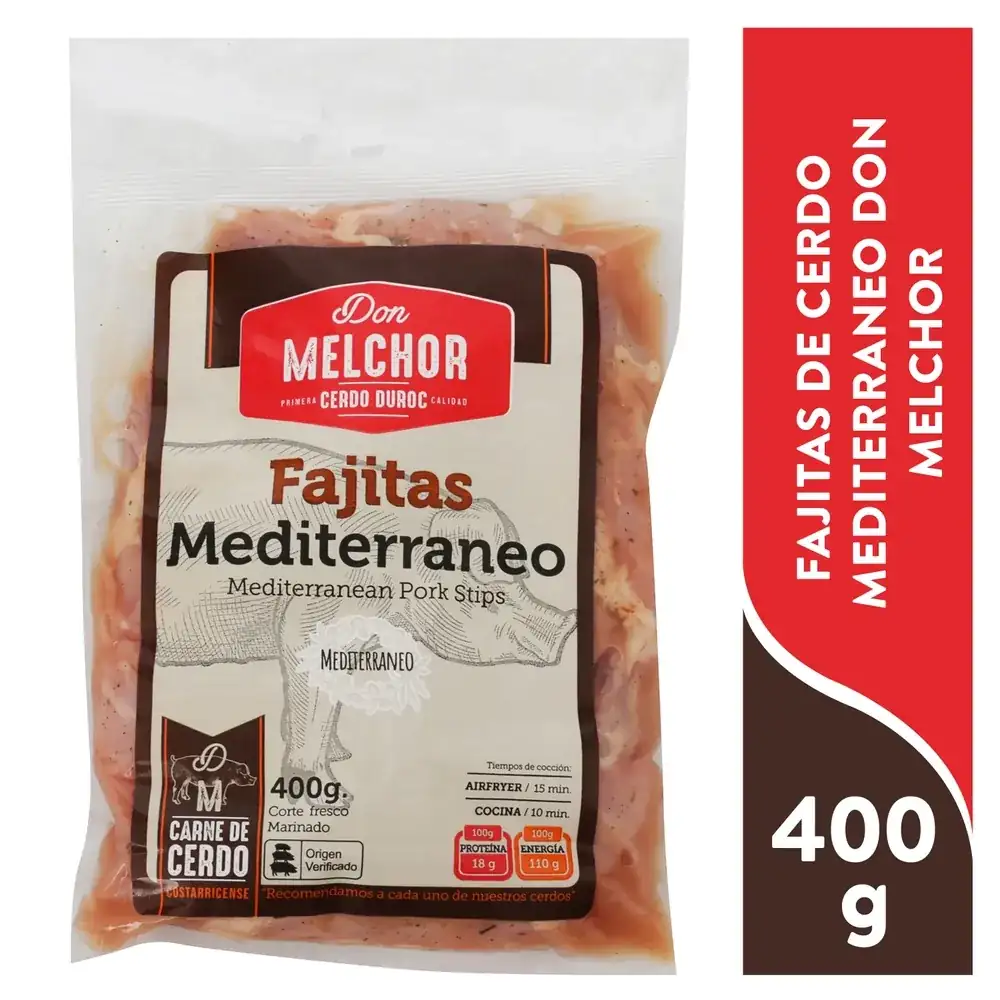 Don
MELCHOR
PRIMERA CERDO DUROC CALIDAD
Fajitas
Mediterraneo
Mediterranean Pork Stips
MEDITERRANEO
D
M
CARNE DE
CERDO
COSTARRICENSE
400g.
Corte fresco
Marinado
Origen
Verificado
Tiempos de cocción:
AIRFRYER / 15 min.
COCINA / 10 min.
100g
PROTEÍNA
18 g
100g
ENERGÍA
110 g
"Recomendamos a cada uno de nuestros cerdos"
FAJITAS DE CERDO
MEDITERRANEO DON
MELCHOR
400
g